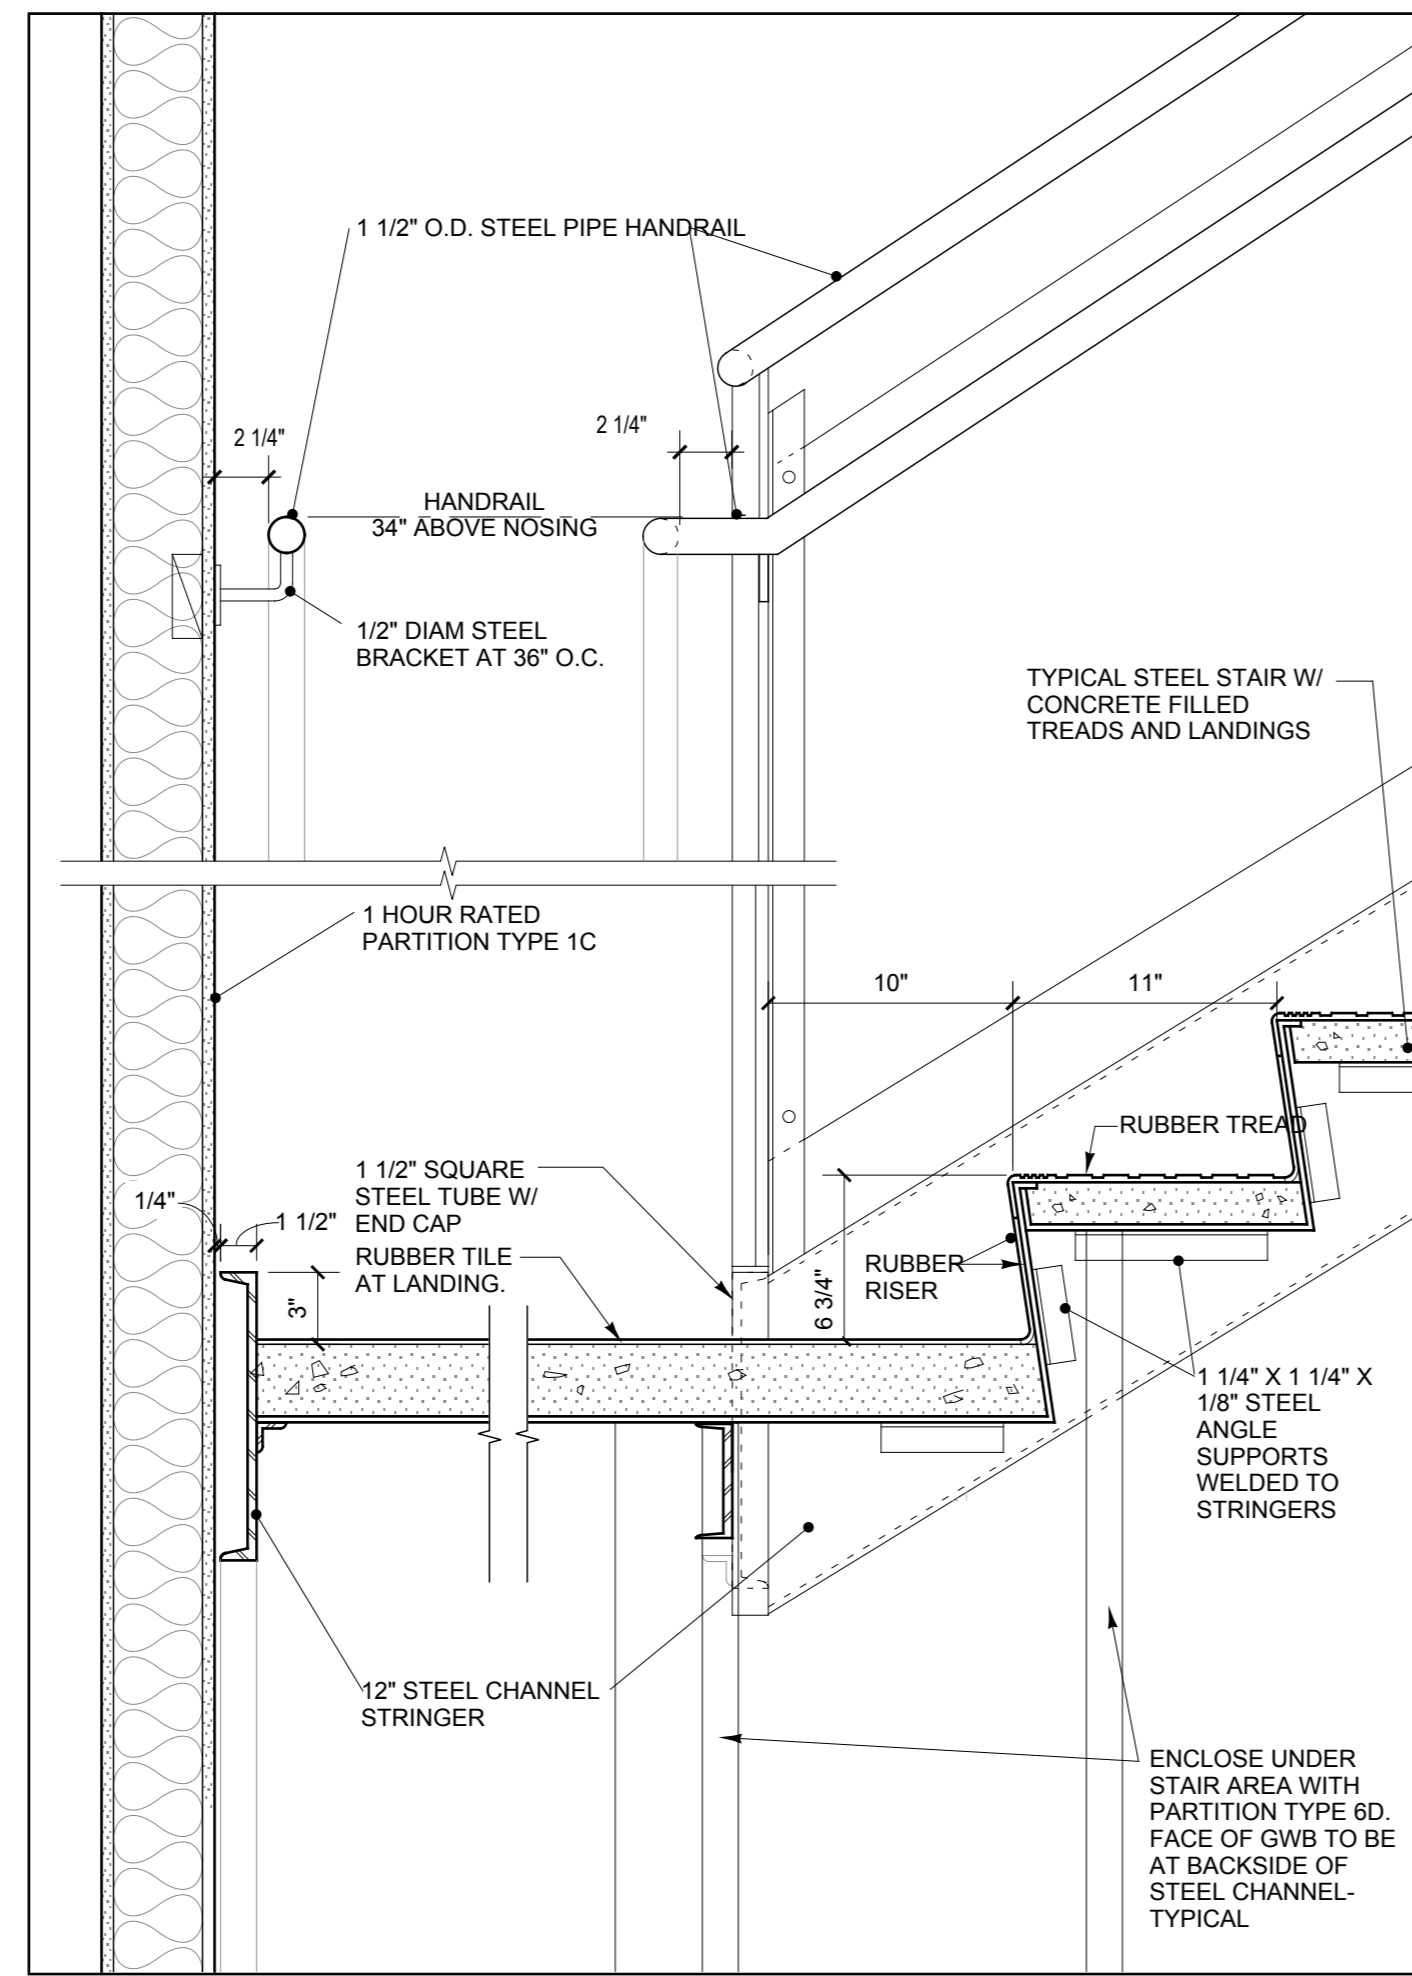 1 1/2" O.D. STEEL PIPE HANDRAIL
2 1/4"
2 1/4"
HANDRAIL
34" ABOVE NOSING
1/2" DIAM STEEL
BRACKET AT 36" O.C.
TYPICAL STEEL STAIR W/
CONCRETE FILLED
TREADS AND LANDINGS
1 HOUR RATED
PARTITION TYPE 1C
10"
11"
RUBBER TREAD
1 1/2" SQUARE
STEEL TUBE W/
END CAP
1/4"
1 1/2"
RUBBER TILE
AT LANDING.
RUBBER
RISER
3"
6 3/4"
1 1/4" X 1 1/4" X
1/8" STEEL
ANGLE
SUPPORTS
WELDED TO
STRINGERS
12" STEEL CHANNEL
STRINGER
ENCLOSE UNDER
STAIR AREA WITH
PARTITION TYPE 6D.
FACE OF GWB TO BE
AT BACKSIDE OF
STEEL CHANNEL-
TYPICAL